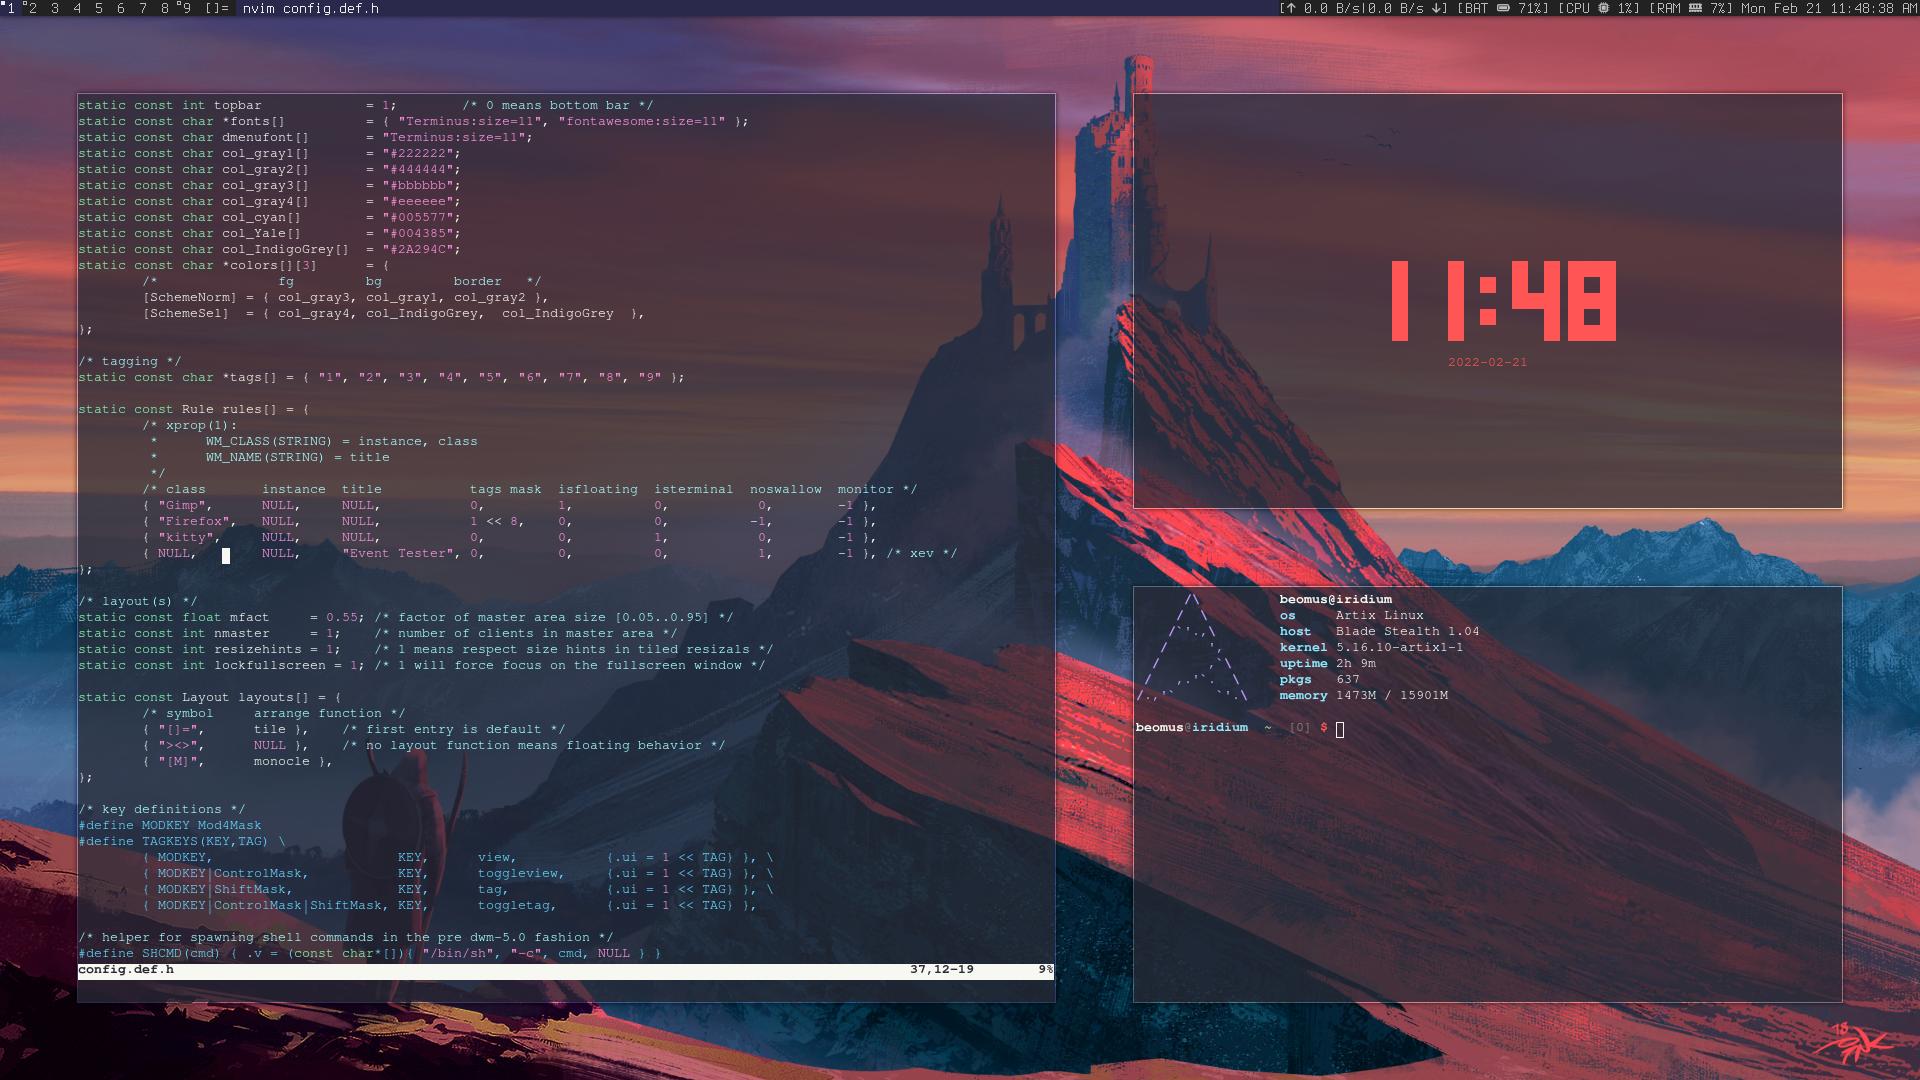 1 2 3 4 5 6 7 8 9 []= nvim config.def.h [↑ 0.0 B/s|0.0 B/s ↓] [BAT 71%] [CPU 1%] [RAM 7%] Mon Feb 21 11:48:38 AM
static const int topbar             = 1;        /* 0 means bottom bar */
static const char *fonts[]          = { "Terminus:size=11", "fontawesome:size=11" };
static const char dmenufont[]       = "Terminus:size=11";
static const char col_gray1[]       = "#222222";
static const char col_gray2[]       = "#444444";
static const char col_gray3[]       = "#bbbbbb";
static const char col_gray4[]       = "#eeeeee";
static const char col_cyan[]        = "#005577";
static const char col_Yale[]        = "#004385";
static const char col_IndigoGrey[]  = "#2A294C";
static const char *colors[][3]      = {
        /*               fg         bg         border   */
        [SchemeNorm] = { col_gray3, col_gray1, col_gray2 },
        [SchemeSel]  = { col_gray4, col_IndigoGrey,  col_IndigoGrey  },
};
/* tagging */
static const char *tags[] = { "1", "2", "3", "4", "5", "6", "7", "8", "9" };
static const Rule rules[] = {
        /* xprop(1):
         *      WM_CLASS(STRING) = instance, class
         *      WM_NAME(STRING) = title
         */
        /* class       instance  title           tags mask  isfloating  isterminal  noswallow  monitor */
        { "Gimp",      NULL,     NULL,           0,         1,          0,           0,        -1 },
        { "Firefox",   NULL,     NULL,           1 << 8,    0,          0,          -1,        -1 },
        { "kitty",     NULL,     NULL,           0,         0,          1,           0,        -1 },
        { NULL,        NULL,     "Event Tester", 0,         0,          0,           1,        -1 }, /* xev */
};
/* layout(s) */
static const float mfact     = 0.55; /* factor of master area size [0.05..0.95] */
static const int nmaster     = 1;    /* number of clients in master area */
static const int resizehints = 1;    /* 1 means respect size hints in tiled resizals */
static const int lockfullscreen = 1; /* 1 will force focus on the fullscreen window */
static const Layout layouts[] = {
        /* symbol     arrange function */
        { "[]=",      tile },    /* first entry is default */
        { "><>",      NULL },    /* no layout function means floating behavior */
        { "[M]",      monocle },
};
/* key definitions */
#define MODKEY Mod4Mask
#define TAGKEYS(KEY,TAG) \
        { MODKEY,                       KEY,      view,           {.ui = 1 << TAG} }, \
        { MODKEY|ControlMask,           KEY,      toggleview,     {.ui = 1 << TAG} }, \
        { MODKEY|ShiftMask,             KEY,      tag,            {.ui = 1 << TAG} }, \
        { MODKEY|ControlMask|ShiftMask, KEY,      toggletag,      {.ui = 1 << TAG} },
/* helper for spawning shell commands in the pre dwm-5.0 fashion */
#define SHCMD(cmd) { .v = (const char*[]){ "/bin/sh", "-c", cmd, NULL } }
config.def.h 37,12-19 9%
11:48
2022-02-21
beomus@iridium
os     Artix Linux
host   Blade Stealth 1.04
kernel 5.16.10-artix1-1
uptime 2h 9m
pkgs   637
memory 1473M / 15901M
beomus@iridium  ~  [0] $